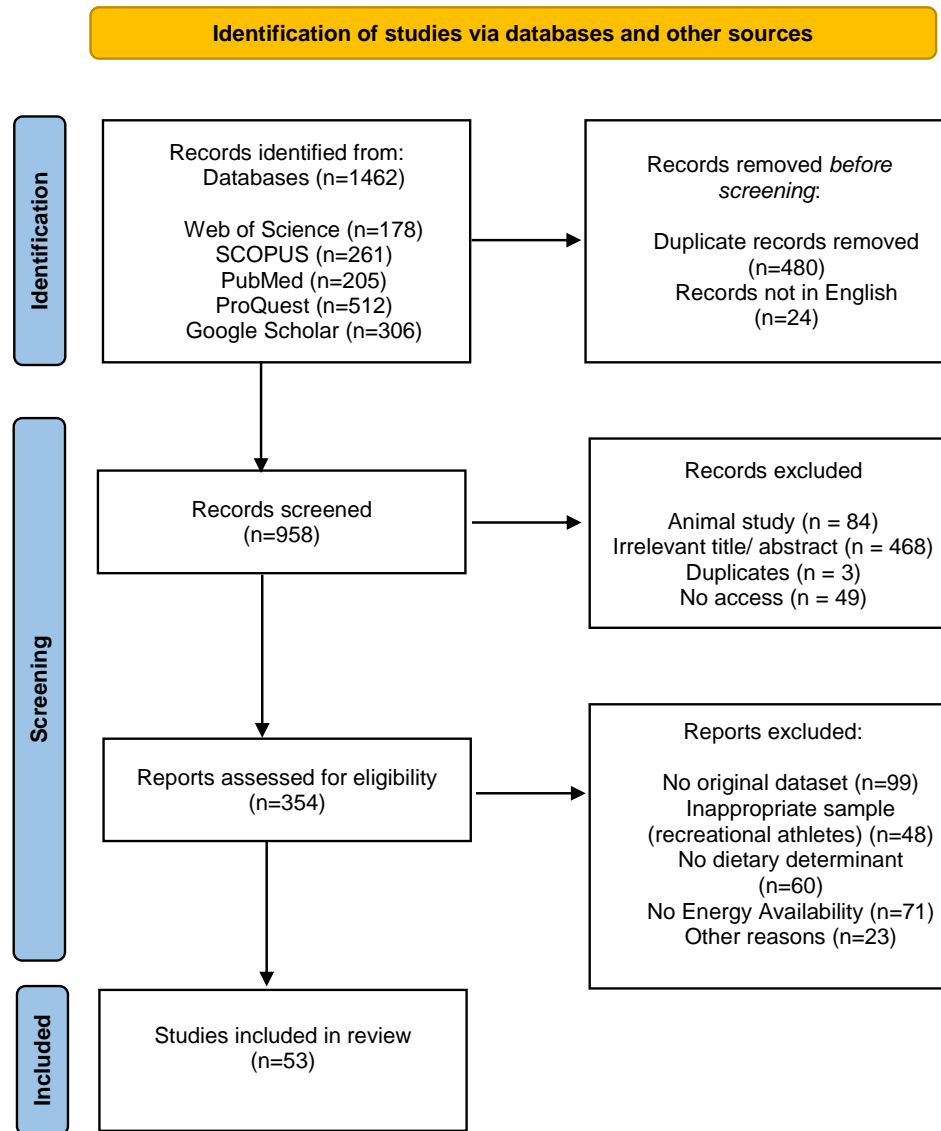 Identification of studies via databases and other sources
Identification
Records identified from:
Databases (n=1462)
Web of Science (n=178)
SCOPUS (n=261)
PubMed (n=205)
ProQuest (n=512)
Google Scholar (n=306)
Records removed before
screening:
Duplicate records removed
(n=480)
Records not in English
(n=24)
Screening
Records screened
(n=958)
Records excluded
Animal study (n = 84)
Irrelevant title/ abstract (n = 468)
Duplicates (n = 3)
No access (n = 49)
Reports assessed for eligibility
(n=354)
Reports excluded:
No original dataset (n=99)
Inappropriate sample
(recreational athletes) (n=48)
No dietary determinant
(n=60)
No Energy Availability (n=71)
Other reasons (n=23)
Included
Studies included in review
(n=53)